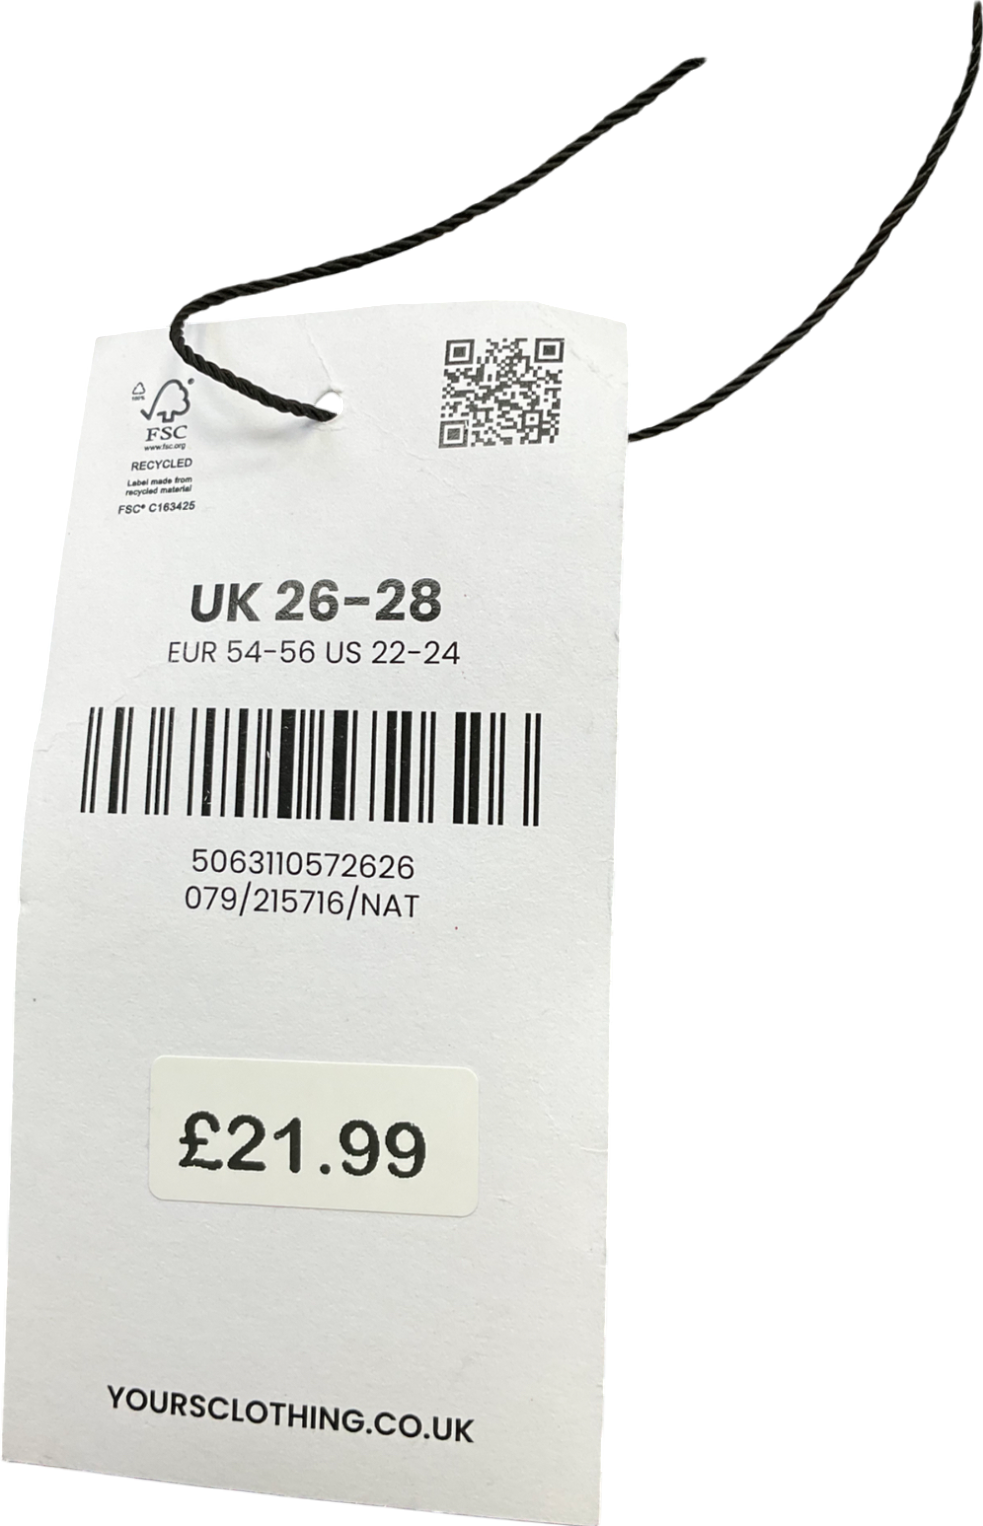 100%
FSC
www.fsc.org
RECYCLED
Label made from
recycled material
FSC® C163425
UK 26-28
EUR 54-56 US 22-24
5063110572626
079/215716/NAT
£21.99
YOURSCLOTHING.CO.UK